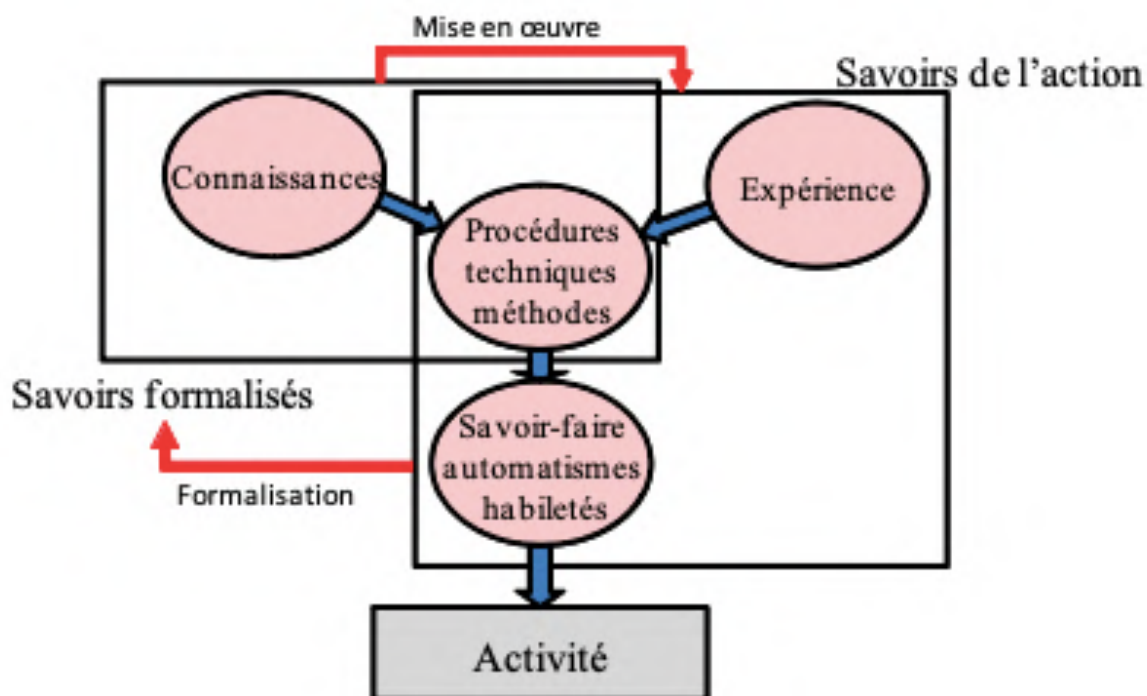 Mise en œuvre
Savoirs de l'action
Connaissances
Expérience
Procédures
techniques
méthodes
Savoirs formalisés
Savoir-faire
automatismes
habiletés
Formalisation
Activité